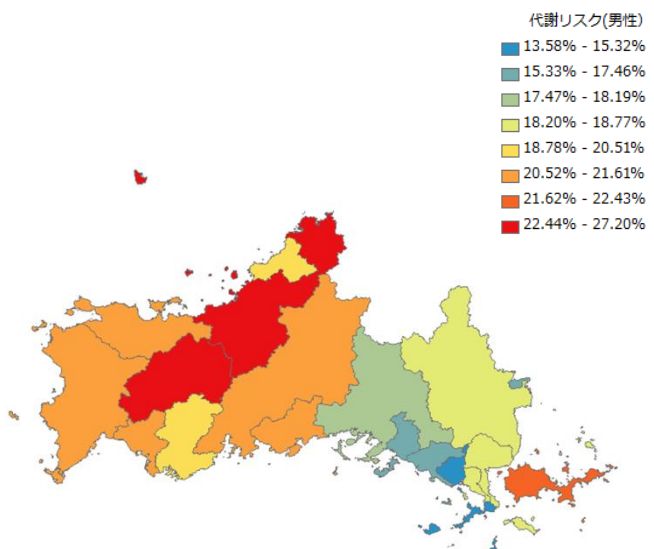 代謝リスク(男性)
13.58% - 15.32%
15.33% - 17.46%
17.47% - 18.19%
18.20% - 18.77%
18.78% - 20.51%
20.52% - 21.61%
21.62% - 22.43%
22.44% - 27.20%